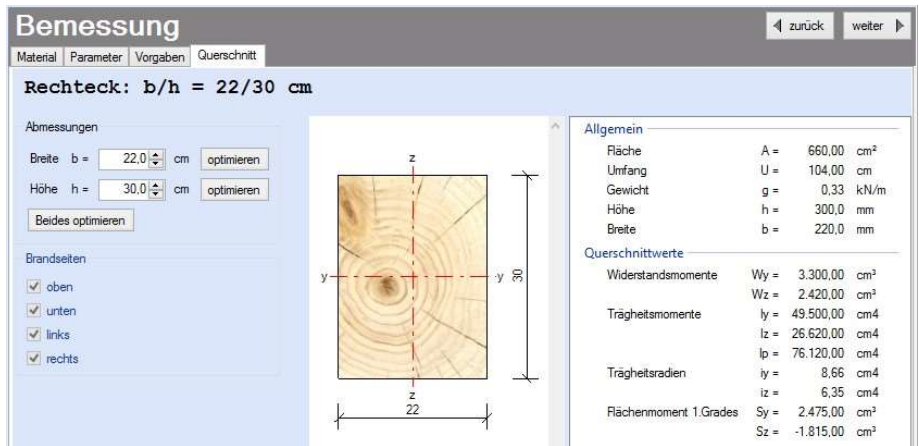 Bemessung
zurück weiter
Material Parameter Vorgaben Querschnitt
Rechteck: b/h = 22/30 cm
Abmessungen
Breite b = 22,0 cm optimieren
Höhe h = 30,0 cm optimieren
Beides optimieren
Brandseiten
oben
unten
links
rechts
z
y y
30
z
22
Allgemein
Fläche A = 660,00 cm²
Umfang U = 104,00 cm
Gewicht g = 0,33 kN/m
Höhe h = 300,0 mm
Breite b = 220,0 mm
Querschnittwerte
Widerstandsmomente Wy = 3.300,00 cm³
Wz = 2.420,00 cm³
Trägheitsmomente Iy = 49.500,00 cm4
Iz = 26.620,00 cm4
Ip = 76.120,00 cm4
Trägheitsradien iy = 8,66 cm4
iz = 6,35 cm4
Flächenmoment 1.Grades Sy = 2.475,00 cm³
Sz = -1.815,00 cm³